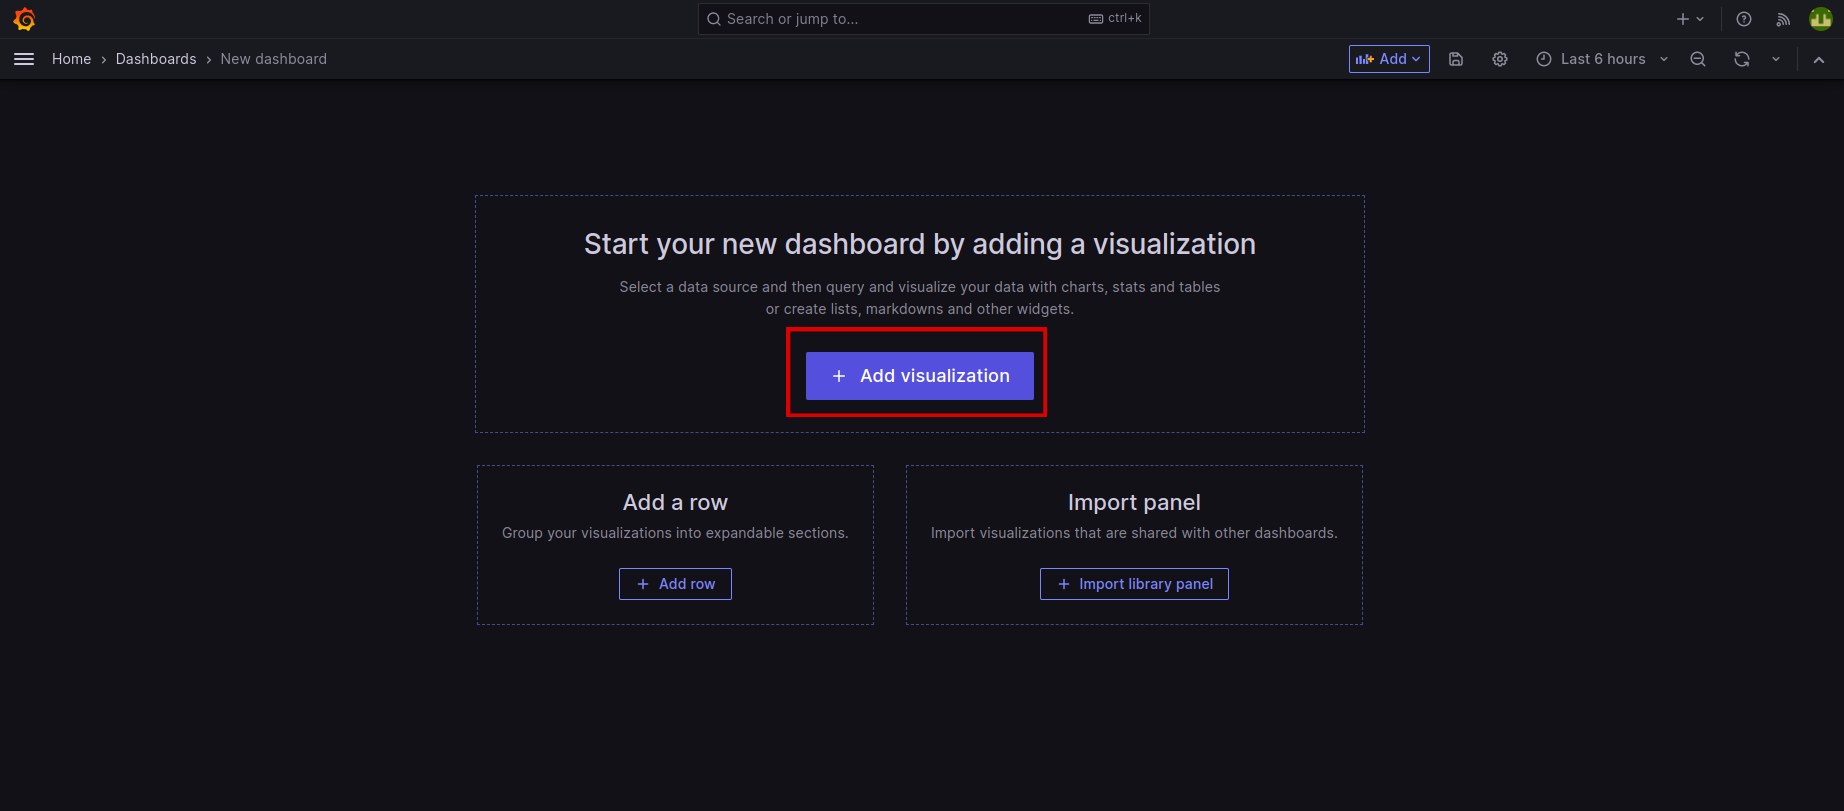 Search or jump to...
ctrl+k
Home › Dashboards › New dashboard
Add
Last 6 hours
Start your new dashboard by adding a visualization
Select a data source and then query and visualize your data with charts, stats and tables
or create lists, markdowns and other widgets.
+ Add visualization
Add a row
Group your visualizations into expandable sections.
+ Add row
Import panel
Import visualizations that are shared with other dashboards.
+ Import library panel